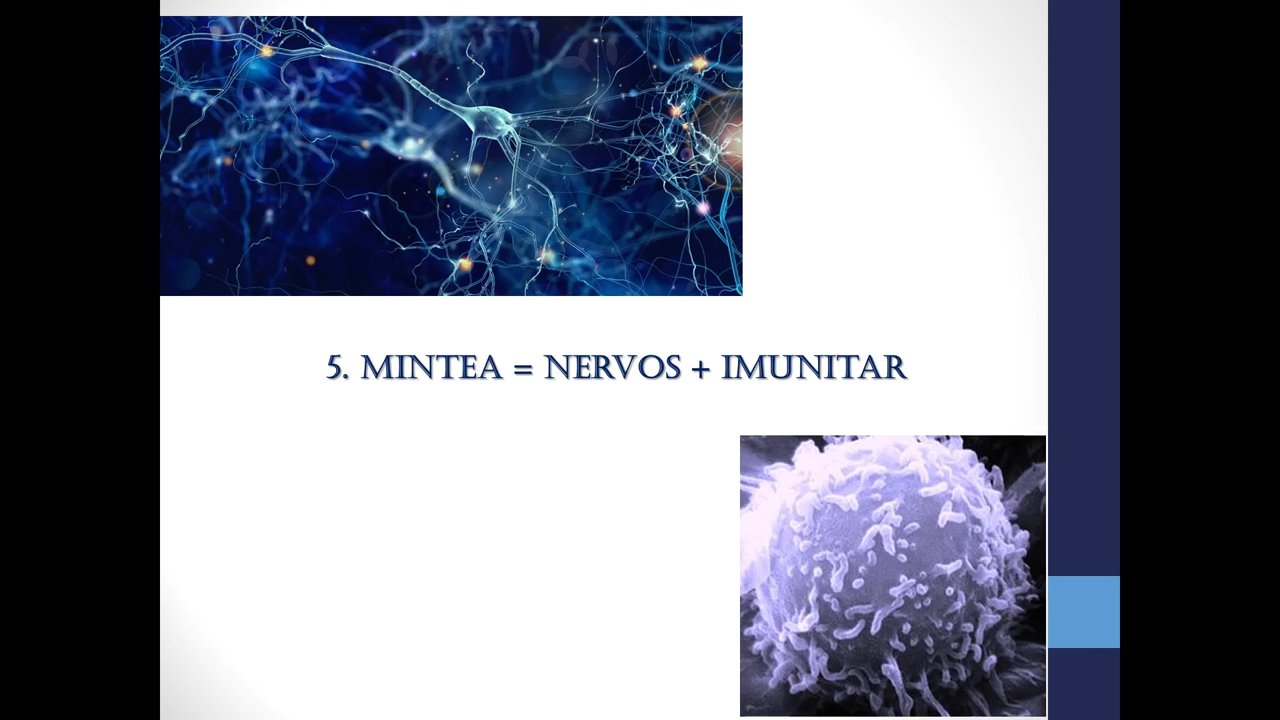 5. MINTEA = NERVOS + IMUNITAR